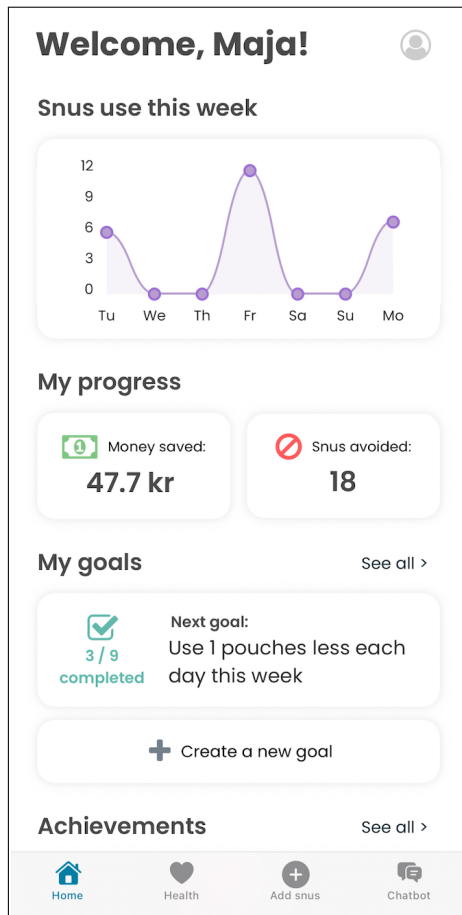 Welcome, Maja!
Snus use this week
12
9
6
3
0
Tu We Th Fr Sa Su Mo
My progress
1 Money saved:
47.7 kr
Snus avoided:
18
My goals See all >
3 / 9
completed
Next goal:
Use 1 pouches less each
day this week
Create a new goal
Achievements See all >
Home Health Add snus Chatbot